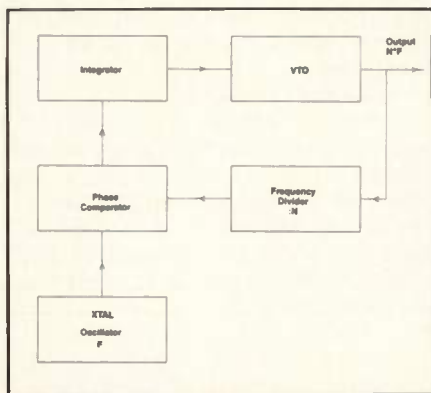 Output
N*F
Integrator
VTO
Phase
Comparator
Frequency
Divider
:N
XTAL
Oscillator
F